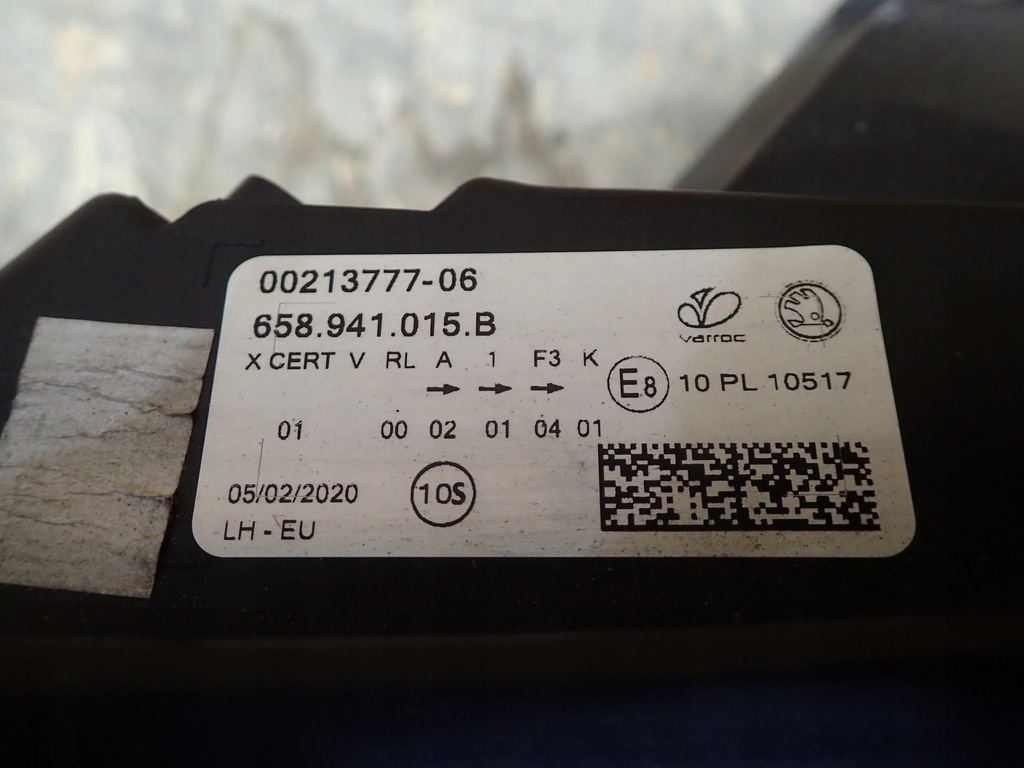 00213777-06
658.941.015.B
varroc
X CERT V RL A 1 F3 K
→ → →
E8 10 PL 10517
01 00 02 01 04 01
05/02/2020
10S
LH - EU